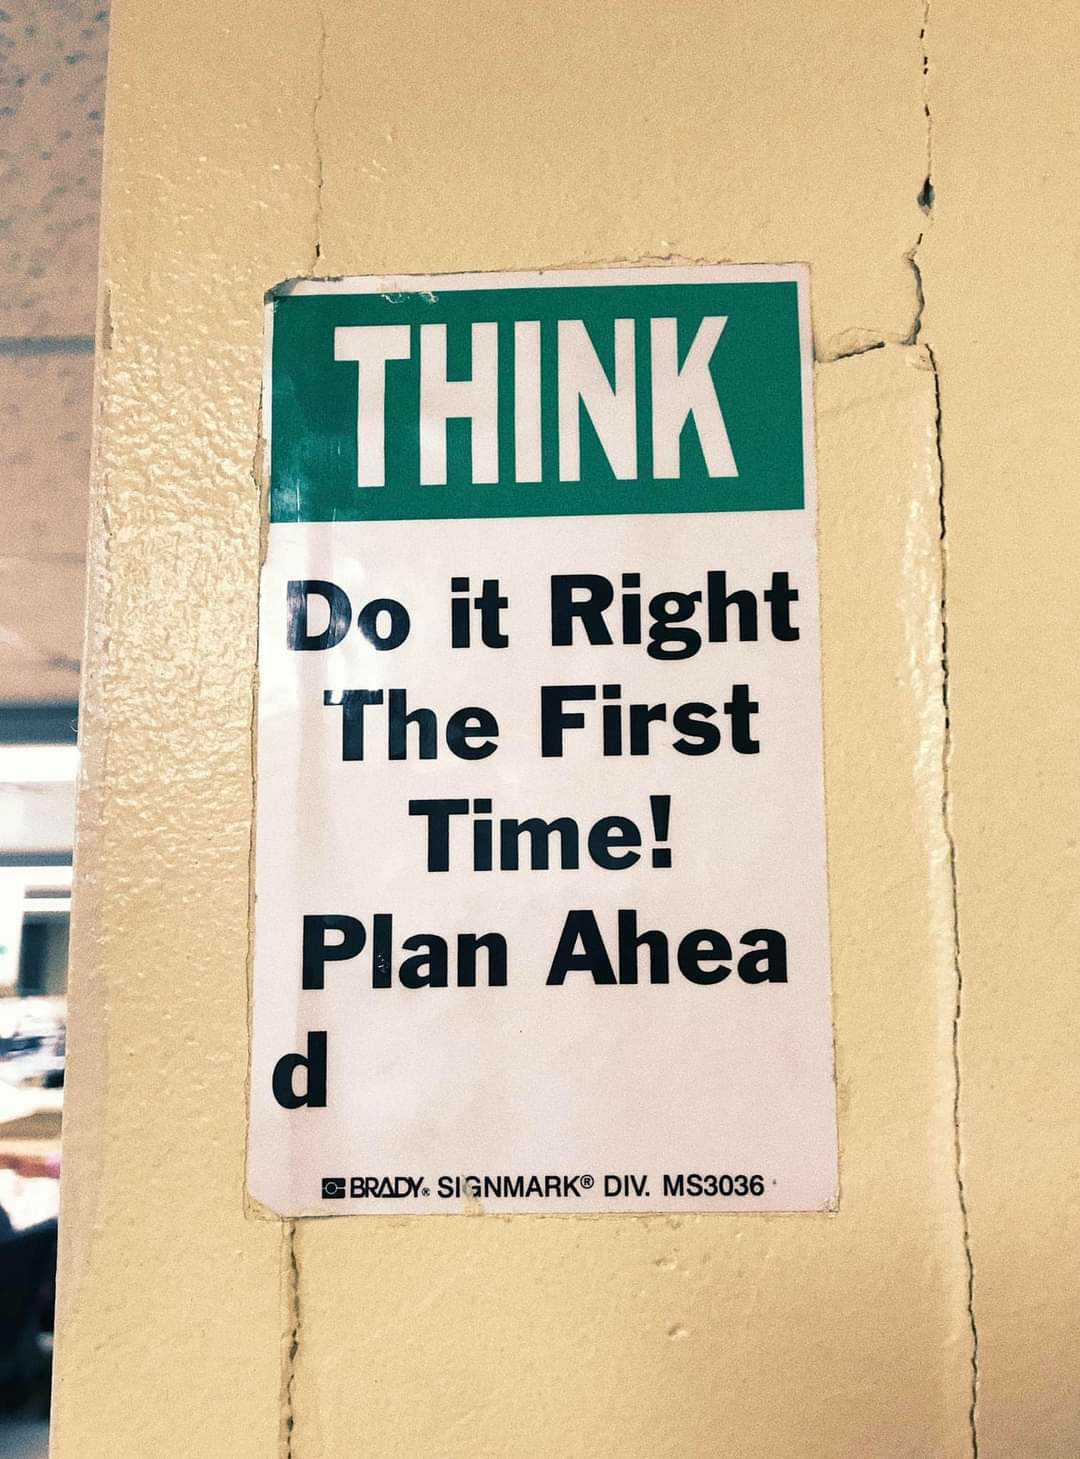 THINK
Do it Right
The First
Time!
Plan Ahea
d
BRADY® SIGNMARK® DIV. MS3036